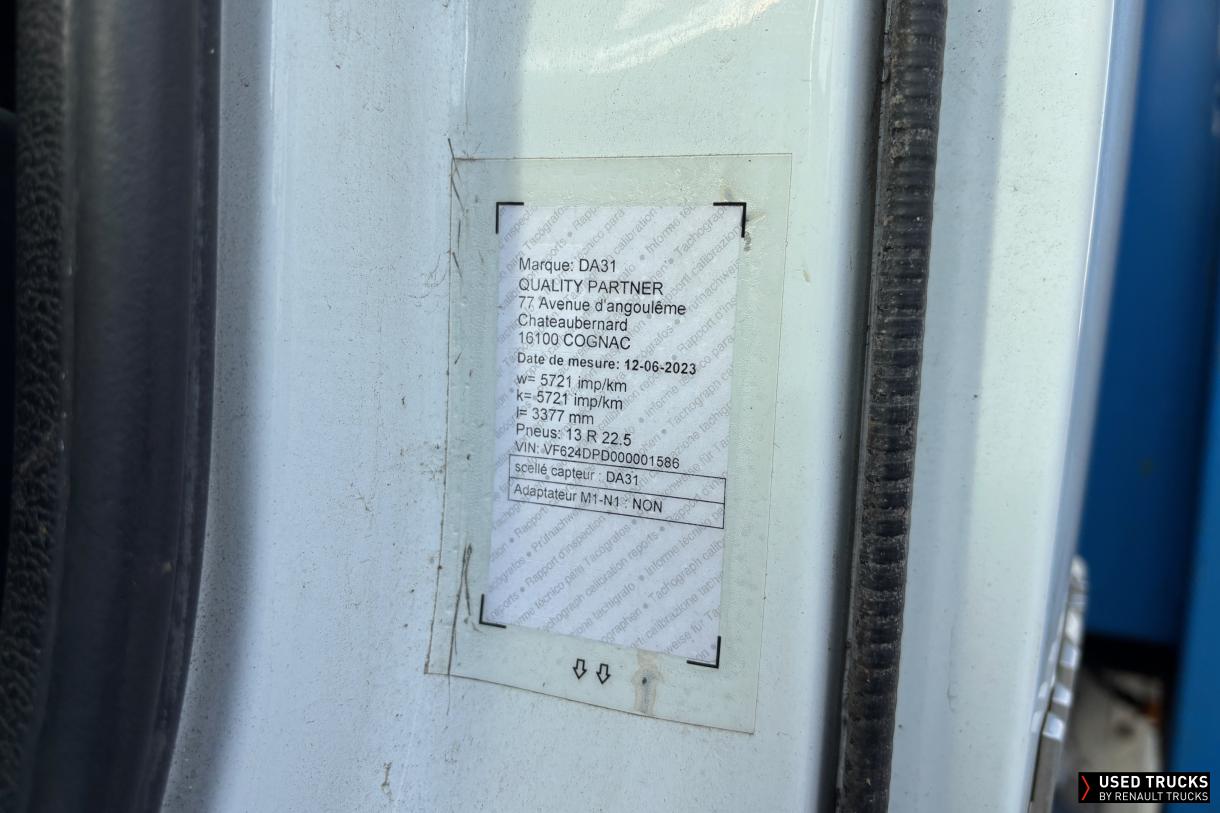 Marque: DA31
QUALITY PARTNER
77 Avenue d'angoulême
Chateaubernard
16100 COGNAC
Date de mesure: 12-06-2023
w= 5721 imp/km
k= 5721 imp/km
l= 3377 mm
Pneus: 13 R 22.5
VIN: VF624DPD000001586
scellé capteur : DA31
Adaptateur M1-N1 : NON
USED TRUCKS
BY RENAULT TRUCKS